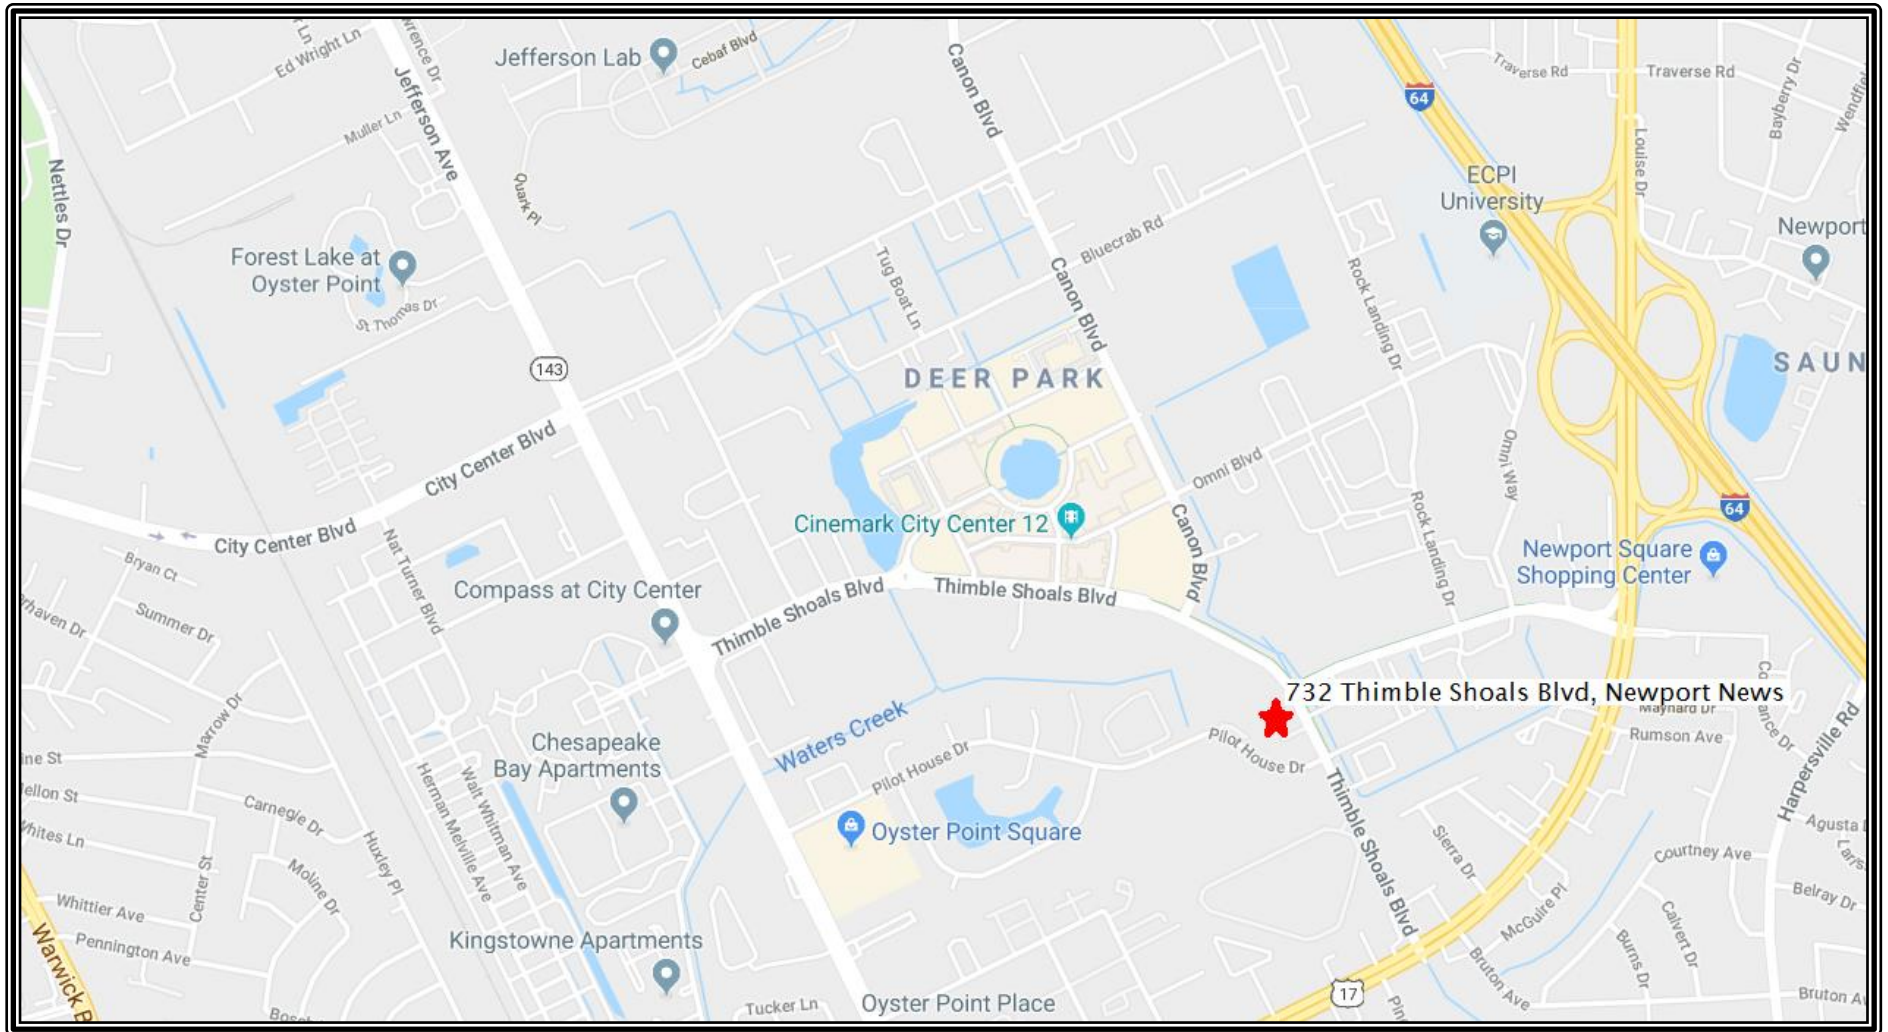 Ed Wright Ln
Jefferson Lab
Cebaf Blvd
Canon Blvd
64
Traverse Rd
Traverse Rd
Bayberry Dr
Jefferson Ave
Muller Ln
Louise Dr
Nettles Dr
Quark Pl
ECPI
University
Newport
Forest Lake at
Oyster Point
St Thomas Dr
Tug Boat Ln
Bluecrab Rd
Canon Blvd
Rock Landing Dr
143
DEER PARK
SAUN
City Center Blvd
Omni Blvd
Omni Way
Cinemark City Center 12
Canon Blvd
Rock Landing Dr
64
City Center Blvd
Nat Turner Blvd
Newport Square
Shopping Center
Bryan Ct
Compass at City Center
Thimble Shoals Blvd
Thimble Shoals Blvd
Summer Dr
732 Thimble Shoals Blvd, Newport News
Maynard Dr
Rumson Ave
Harpersville Rd
Marrow Dr
Waters Creek
Pilot House Dr
Pilot House Dr
Chesapeake
Bay Apartments
Herman Melville Ave
Walt Whitman Ave
Thimble Shoals Blvd
Carnegie Dr
Huxley Pl
Oyster Point Square
Sierra Dr
Courtney Ave
Agusta
Center St
Moline Dr
Belray Dr
McGuire Pl
Calvert Dr
Whittier Ave
Pennington Ave
Kingstowne Apartments
Burns Dr
Bruton Ave
Warwick B
17
Tucker Ln
Oyster Point Place